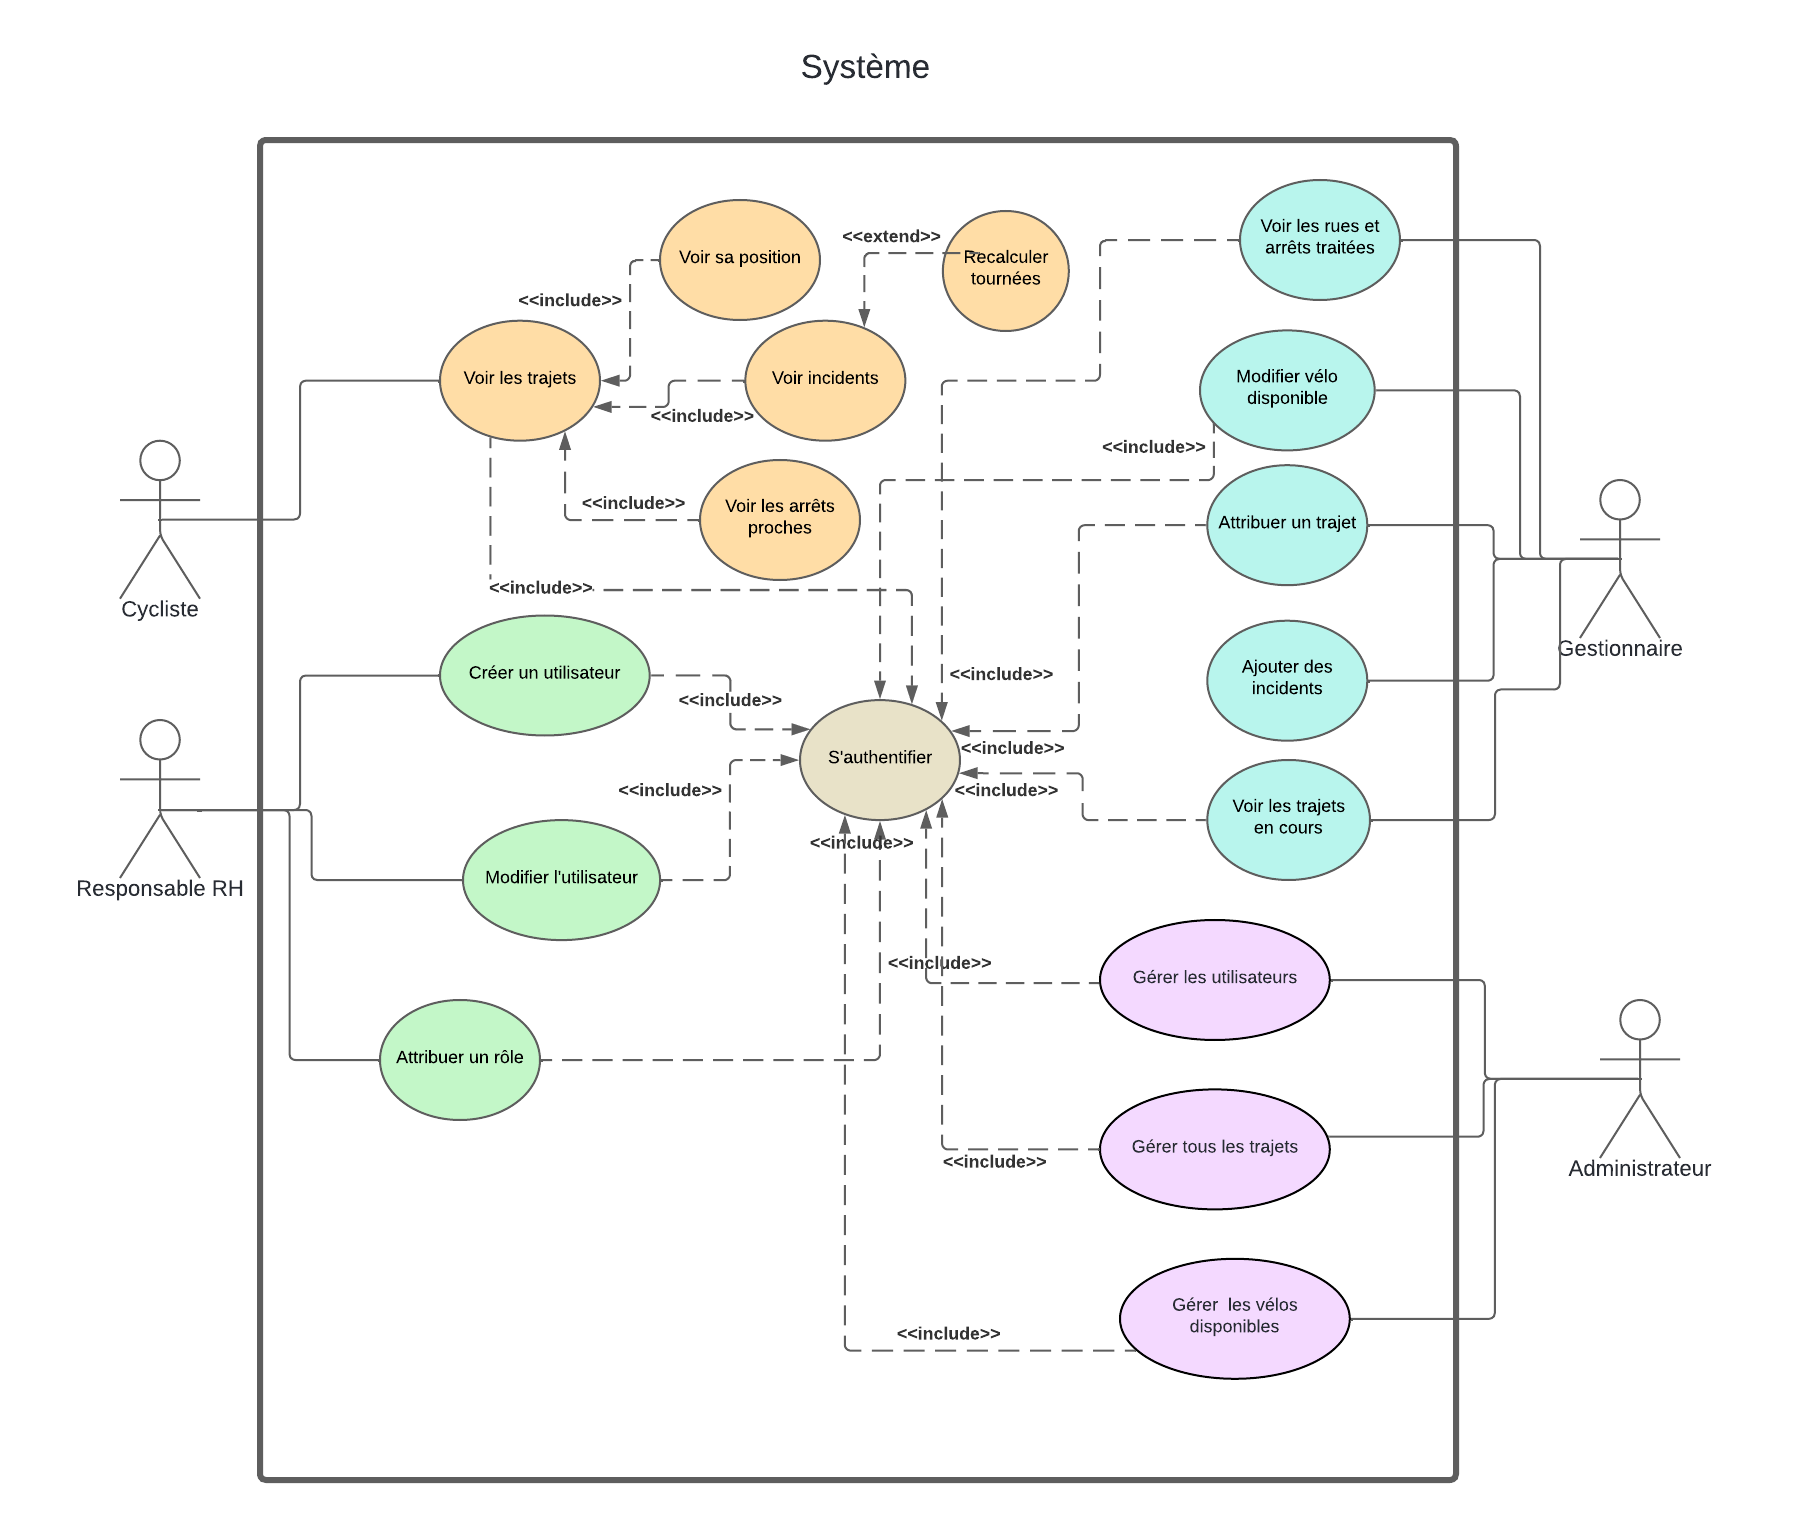 Système
Voir les rues et
arrêts traitées
<<extend>>
Recalculer
tournées
Voir sa position
<<include>>
Voir les trajets
Voir incidents
<<include>>
Modifier vélo
disponible
<<include>>
<<include>>
Voir les arrêts
proches
Attribuer un trajet
<<include>>
Cycliste
Gestionnaire
Créer un utilisateur
<<include>>
<<include>>
Ajouter des
incidents
S'authentifier
<<include>>
<<include>>
<<include>>
Voir les trajets
en cours
<<include>>
Modifier l'utilisateur
Responsable RH
<<include>>
Gérer les utilisateurs
Attribuer un rôle
Gérer tous les trajets
<<include>>
Administrateur
Gérer  les vélos
disponibles
<<include>>